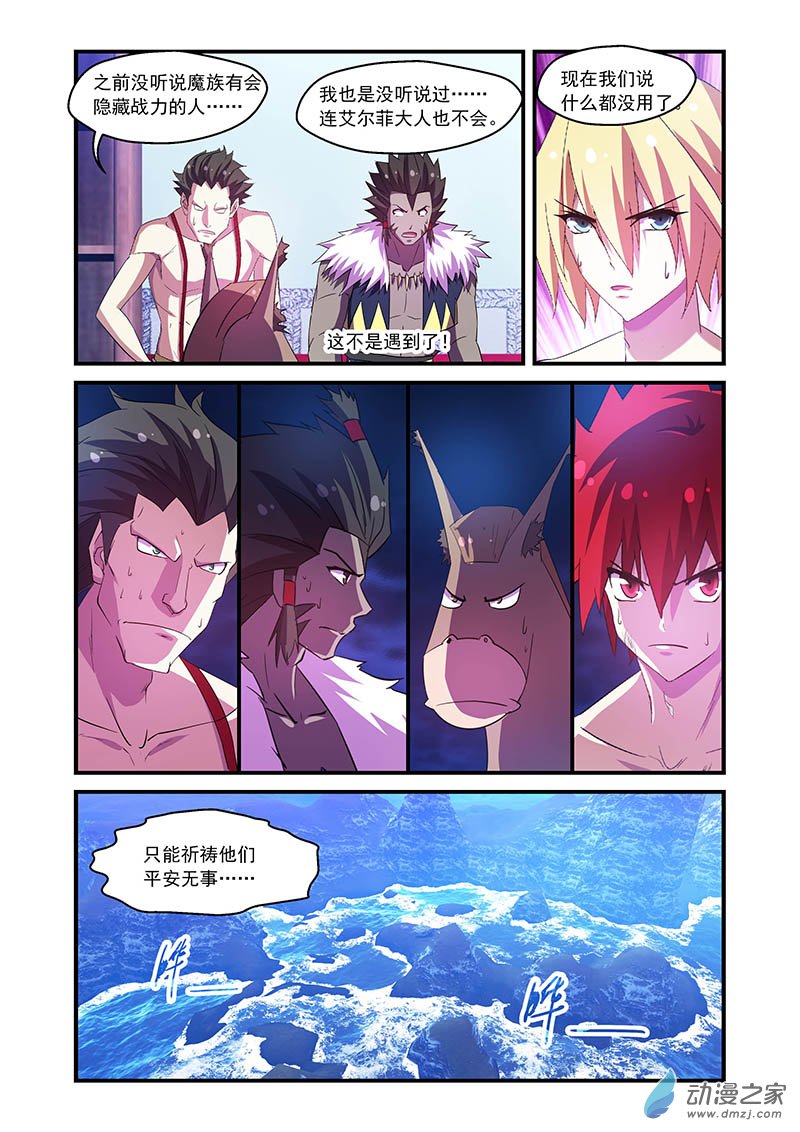 之前没听说魔族有会
隐藏战力的人……
我也是没听说过……
连艾尔菲大人也不会。
这不是遇到了！
现在我们说
什么都没用了。
只能祈祷他们
平安无事……
哗——
哗——
动漫之家
www.dmzj.com